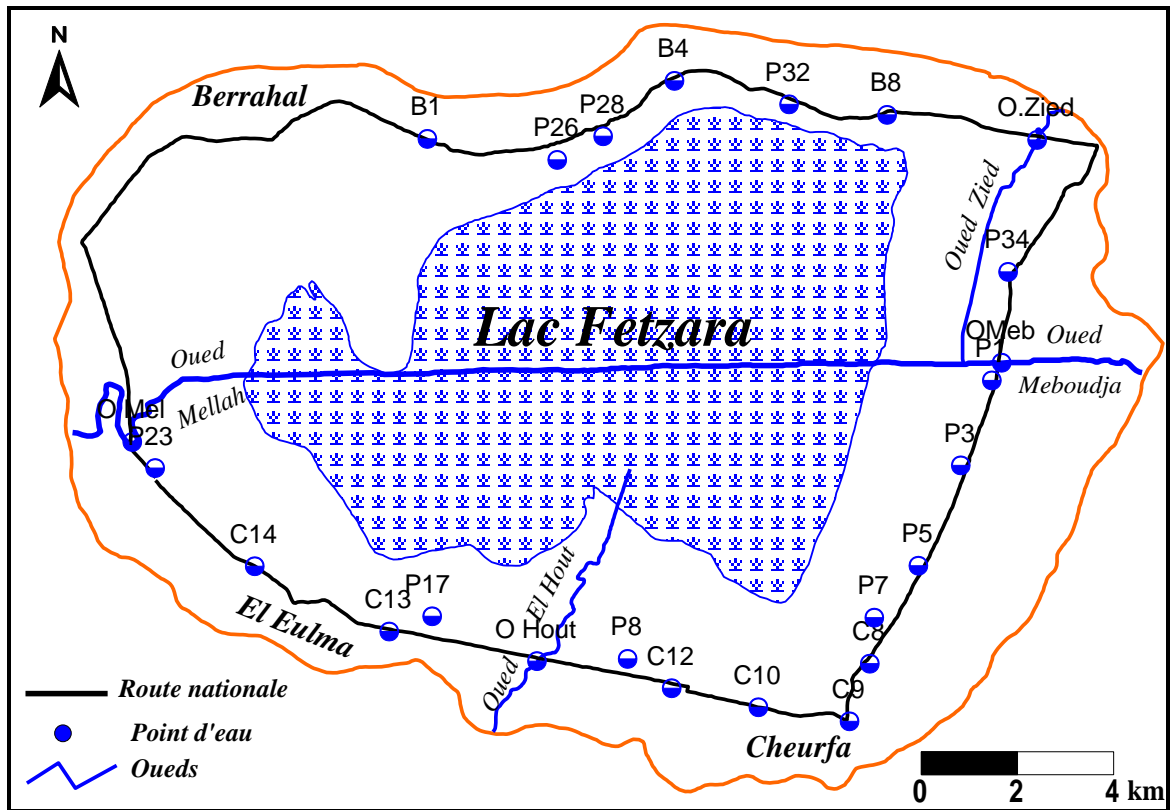 N
B4
Berrahal
P32
B1
P28
B8
O.Zied
P26
Oued Zied
P34
Lac Fetzara
OMeb
Oued
P1
Oued
Meboudja
Mellah
O Mel
P23
P3
C14
P5
El Hout
P17
P7
C13
El Eulma
O Hout
P8
C8
Oued
C12
C10
C9
Route nationale
Point d'eau
Cheurfa
Oueds
0 2 4 km